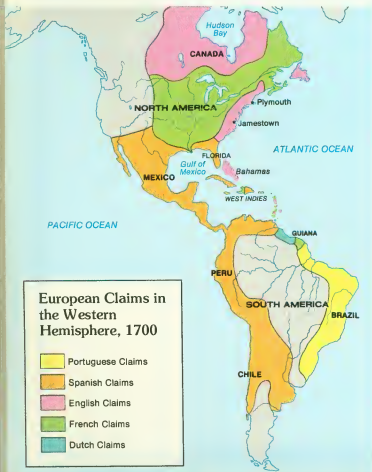 Hudson
Bay
CANADA
NORTH AMERICA
Plymouth
Jamestown
ATLANTIC OCEAN
FLORIDA
Gulf of
Mexico
Bahamas
MEXICO
WEST INDIES
PACIFIC OCEAN
GUIANA
PERU
SOUTH AMERICA
BRAZIL
CHILE
European Claims in
the Western
Hemisphere, 1700
Portuguese Claims
Spanish Claims
English Claims
French Claims
Dutch Claims